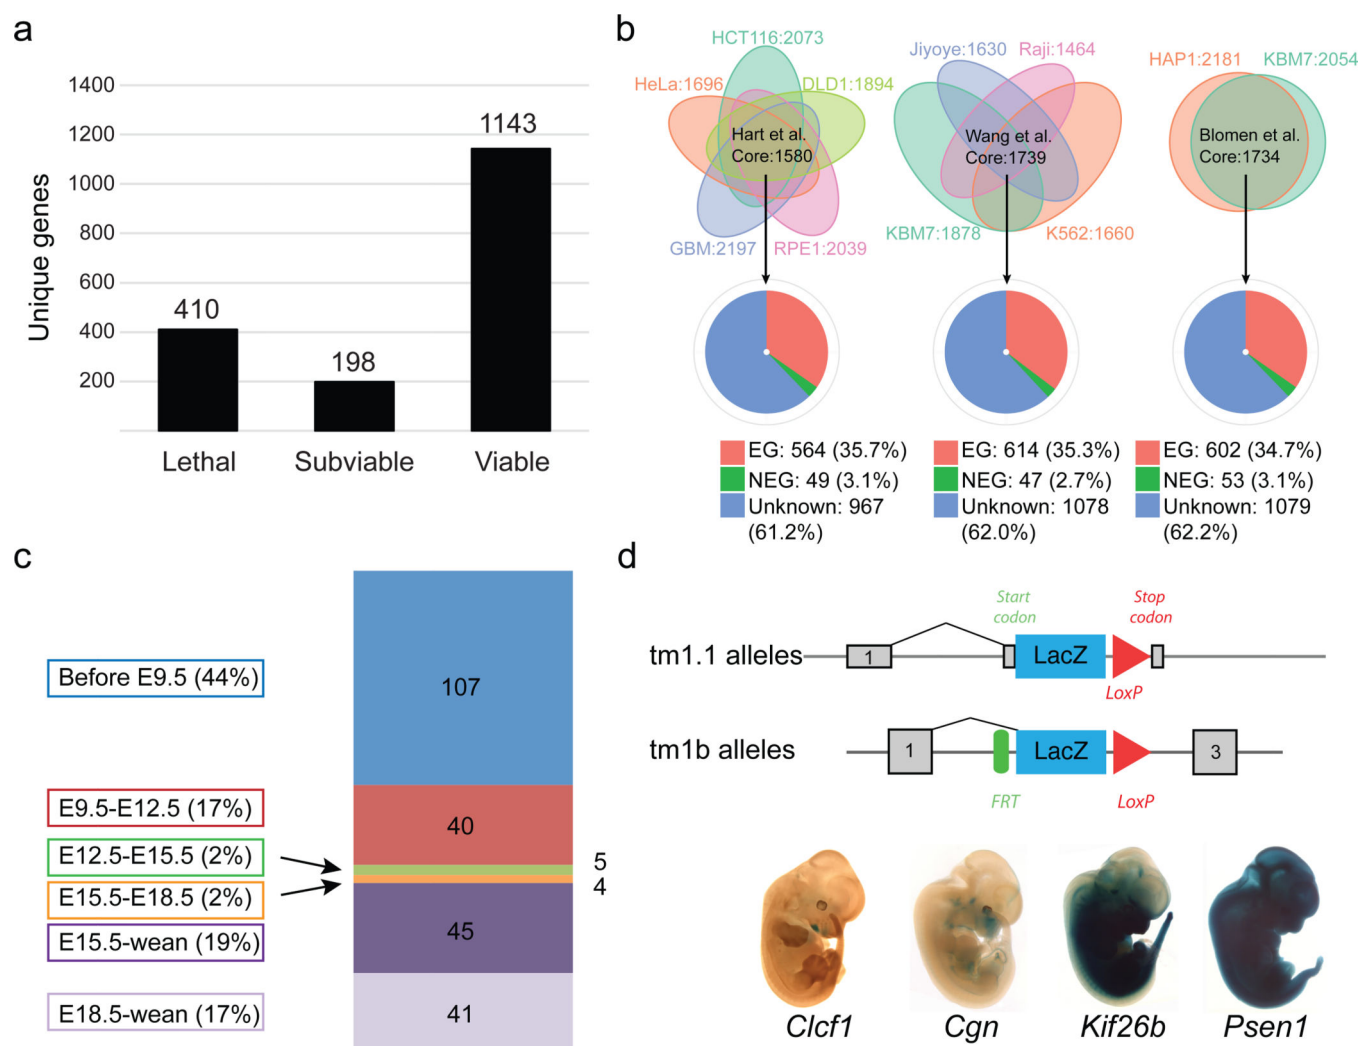 a
Unique genes
1400
1200
1000
800
600
400
200
410
198
1143
Lethal
Subviable
Viable
b
HCT116:2073
HeLa:1696
DLD1:1894
Hart et al.
Core:1580
GBM:2197
RPE1:2039
Jiyoye:1630
Raji:1464
Wang et al.
Core:1739
KBM7:1878
K562:1660
HAP1:2181
KBM7:2054
Blomen et al.
Core:1734
EG: 564 (35.7%)
NEG: 49 (3.1%)
Unknown: 967
(61.2%)
EG: 614 (35.3%)
NEG: 47 (2.7%)
Unknown: 1078
(62.0%)
EG: 602 (34.7%)
NEG: 53 (3.1%)
Unknown: 1079
(62.2%)
c
Before E9.5 (44%)
E9.5-E12.5 (17%)
E12.5-E15.5 (2%)
E15.5-E18.5 (2%)
E15.5-wean (19%)
E18.5-wean (17%)
107
40
5
4
45
41
d
Start
codon
Stop
codon
tm1.1 alleles
1
LacZ
LoxP
tm1b alleles
1
LacZ
3
FRT
LoxP
Clcf1
Cgn
Kif26b
Psen1